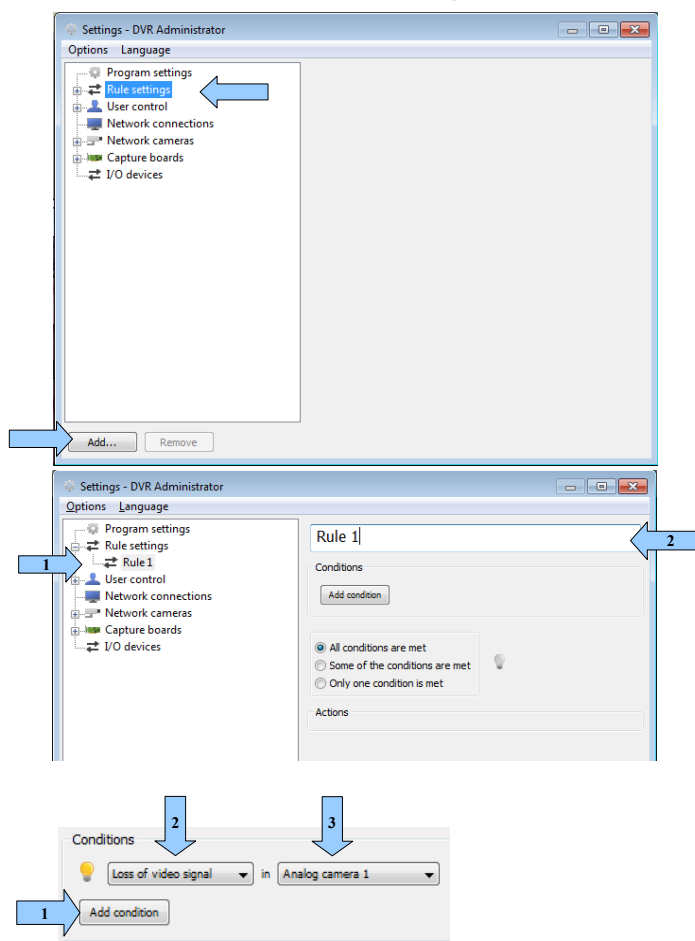 Settings - DVR Administrator
Options Language
Program settings
Rule settings
User control
Network connections
Network cameras
Capture boards
I/O devices
Add... Remove
Settings - DVR Administrator
Options Language
Program settings
Rule settings
1 Rule 1
User control
Network connections
Network cameras
Capture boards
I/O devices
Rule 1 2
Conditions
Add condition
All conditions are met
Some of the conditions are met
Only one condition is met
Actions
2 3
Conditions
Loss of video signal in Analog camera 1
1 Add condition